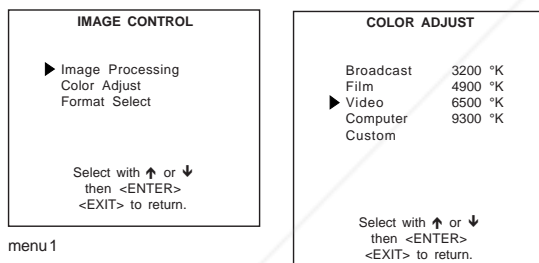 IMAGE CONTROL
Image Processing
Color Adjust
Format Select
Select with ↑ or ↓
then <ENTER>
<EXIT> to return.
menu1
COLOR ADJUST
Broadcast 3200 °K
Film 4900 °K
Video 6500 °K
Computer 9300 °K
Custom
Select with ↑ or ↓
then <ENTER>
<EXIT> to return.